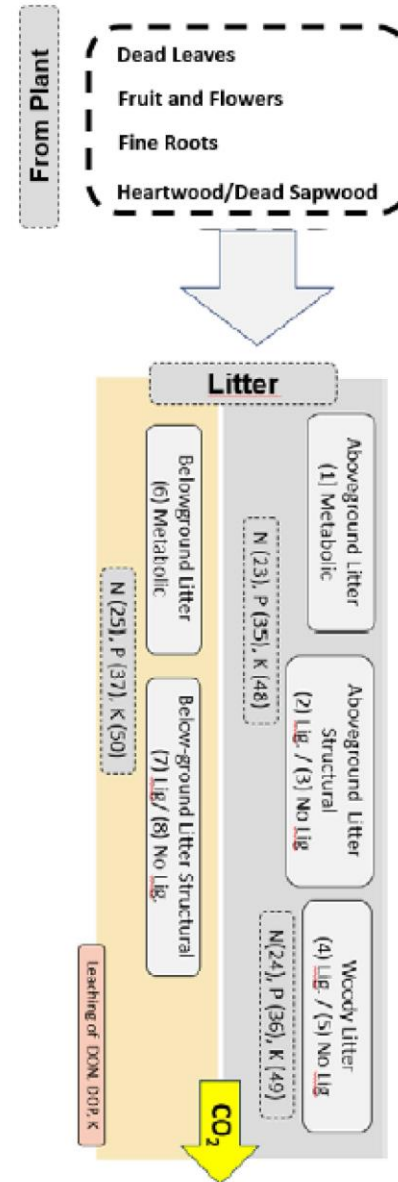 From Plant
Dead Leaves
Fruit and Flowers
Fine Roots
Heartwood/Dead Sapwood
Litter
Aboveground Litter
(1) Metabolic
N (23), P (35), K (48)
Aboveground Litter
Structural
(2) Lig. / (3) No Lig
Woody Litter
(4) Lig. / (5) No Lig
N(24), P (36), K (49)
Belowground Litter
(6) Metabolic
N (25), P (37), K (50)
Below-ground Litter Structural
(7) Lig/ (8) No Lig.
Leaching of DON, DOP, K
CO₂